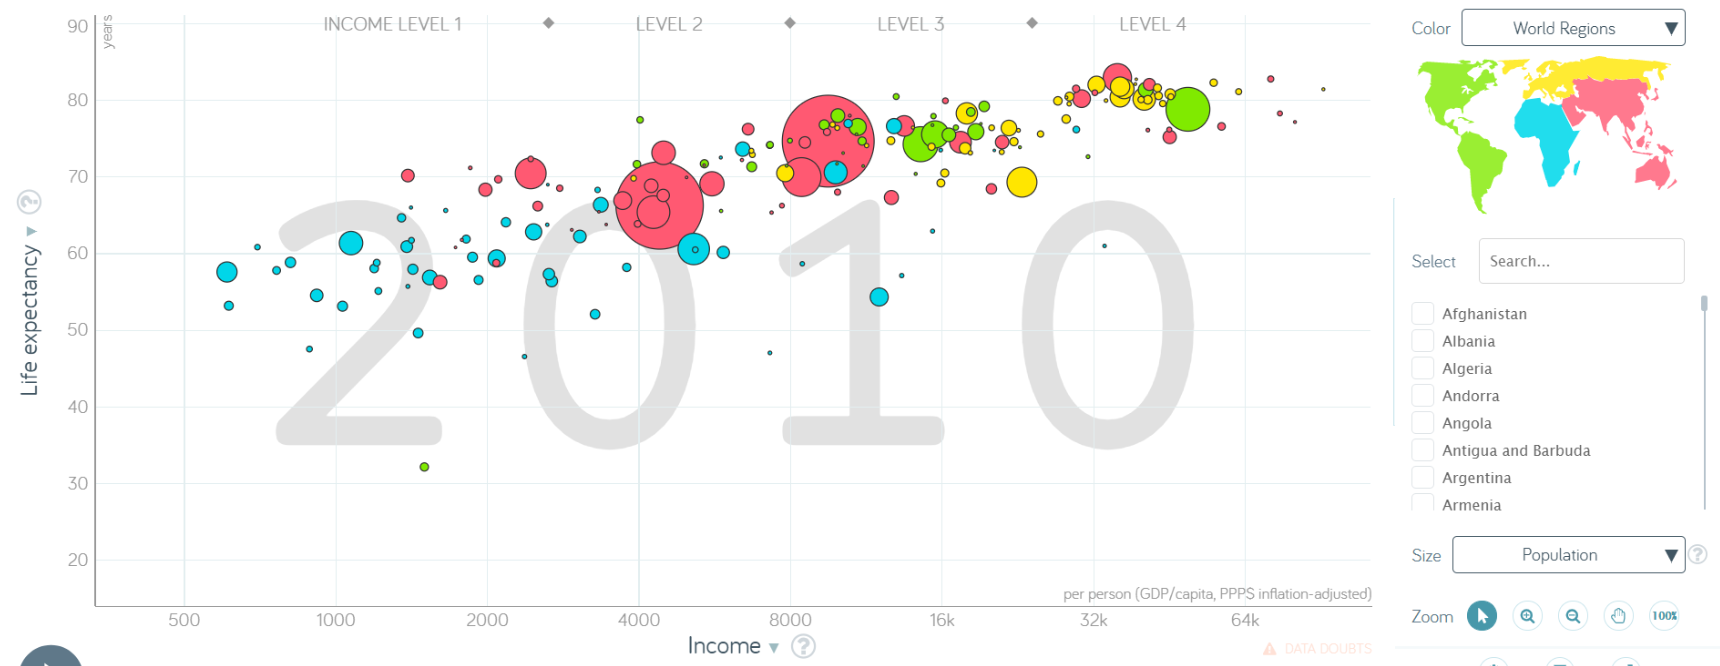 INCOME LEVEL 1 LEVEL 2 LEVEL 3 LEVEL 4
years
90
80
70
60
50
40
30
20
Life expectancy ▼
?
2010
per person (GDP/capita, PPP$ inflation-adjusted)
500 1000 2000 4000 8000 16k 32k 64k
Income ▼ ?
DATA DOUBTS
Color World Regions ▼
Select Search...
Afghanistan
Albania
Algeria
Andorra
Angola
Antigua and Barbuda
Argentina
Armenia
Size Population ▼ ?
Zoom 100%